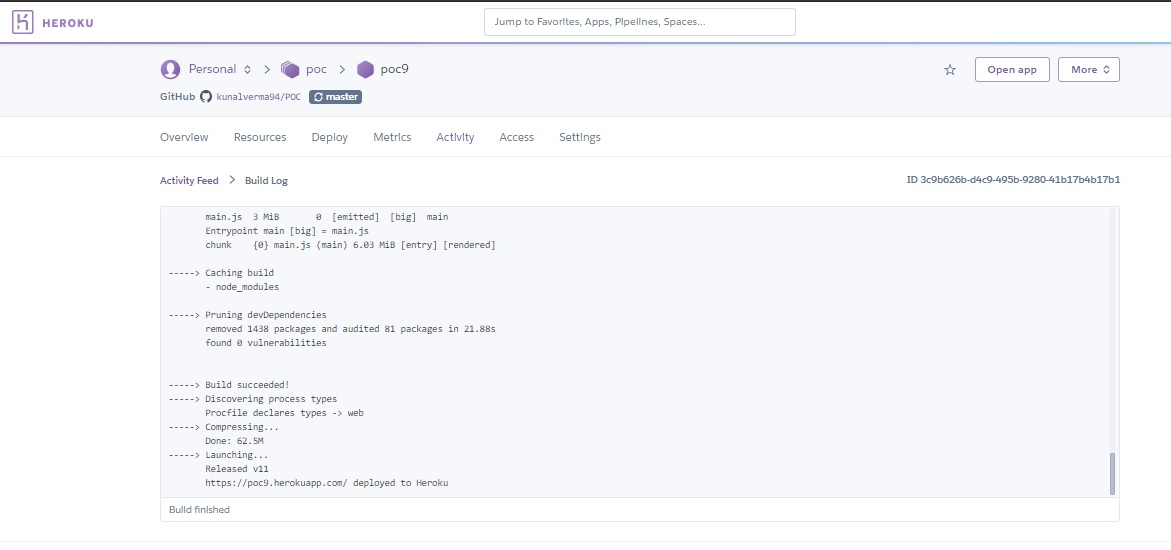 HEROKU
Jump to Favorites, Apps, Pipelines, Spaces...
Personal > poc > poc9
Open app
More
GitHub kunalverma94/POC master
Overview Resources Deploy Metrics Activity Access Settings
Activity Feed > Build Log
ID 3c9b626b-d4c9-495b-9280-41b17b4b17b1
main.js 3 MiB 0 [emitted] [big] main
Entrypoint main [big] = main.js
chunk {0} main.js (main) 6.03 MiB [entry] [rendered]
-----> Caching build
- node_modules
-----> Pruning devDependencies
removed 1438 packages and audited 81 packages in 21.88s
found 0 vulnerabilities
-----> Build succeeded!
-----> Discovering process types
Procfile declares types -> web
-----> Compressing...
Done: 62.5M
-----> Launching...
Released v11
https://poc9.herokuapp.com/ deployed to Heroku
Build finished